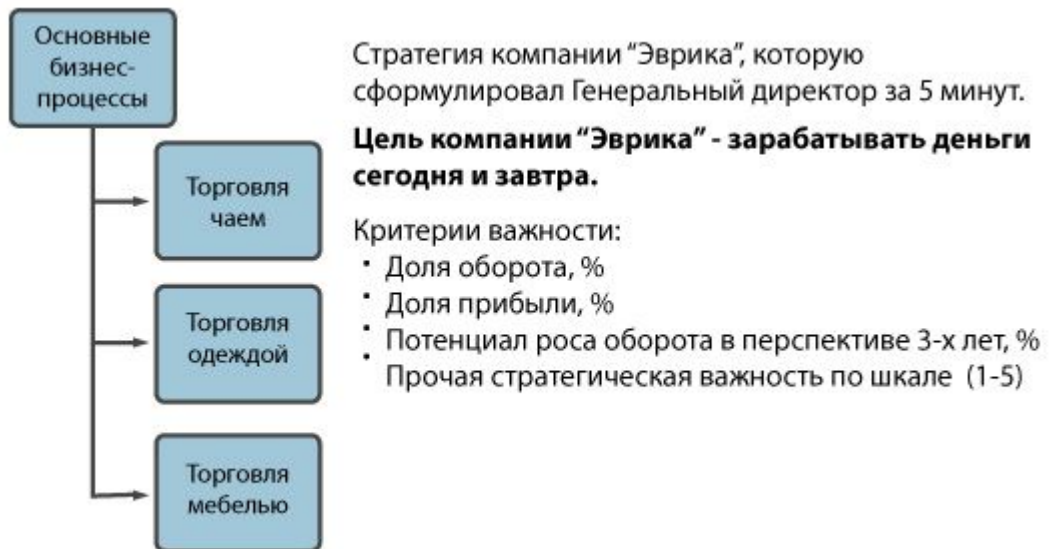 Основные
бизнес-
процессы
Торговля
чаем
Торговля
одеждой
Торговля
мебелью
Стратегия компании “Эврика”, которую
сформулировал Генеральный директор за 5 минут.
Цель компании “Эврика” - зарабатывать деньги
сегодня и завтра.
Критерии важности:
· Доля оборота, %
· Доля прибыли, %
· Потенциал роса оборота в перспективе 3-х лет, %
· Прочая стратегическая важность по шкале (1-5)